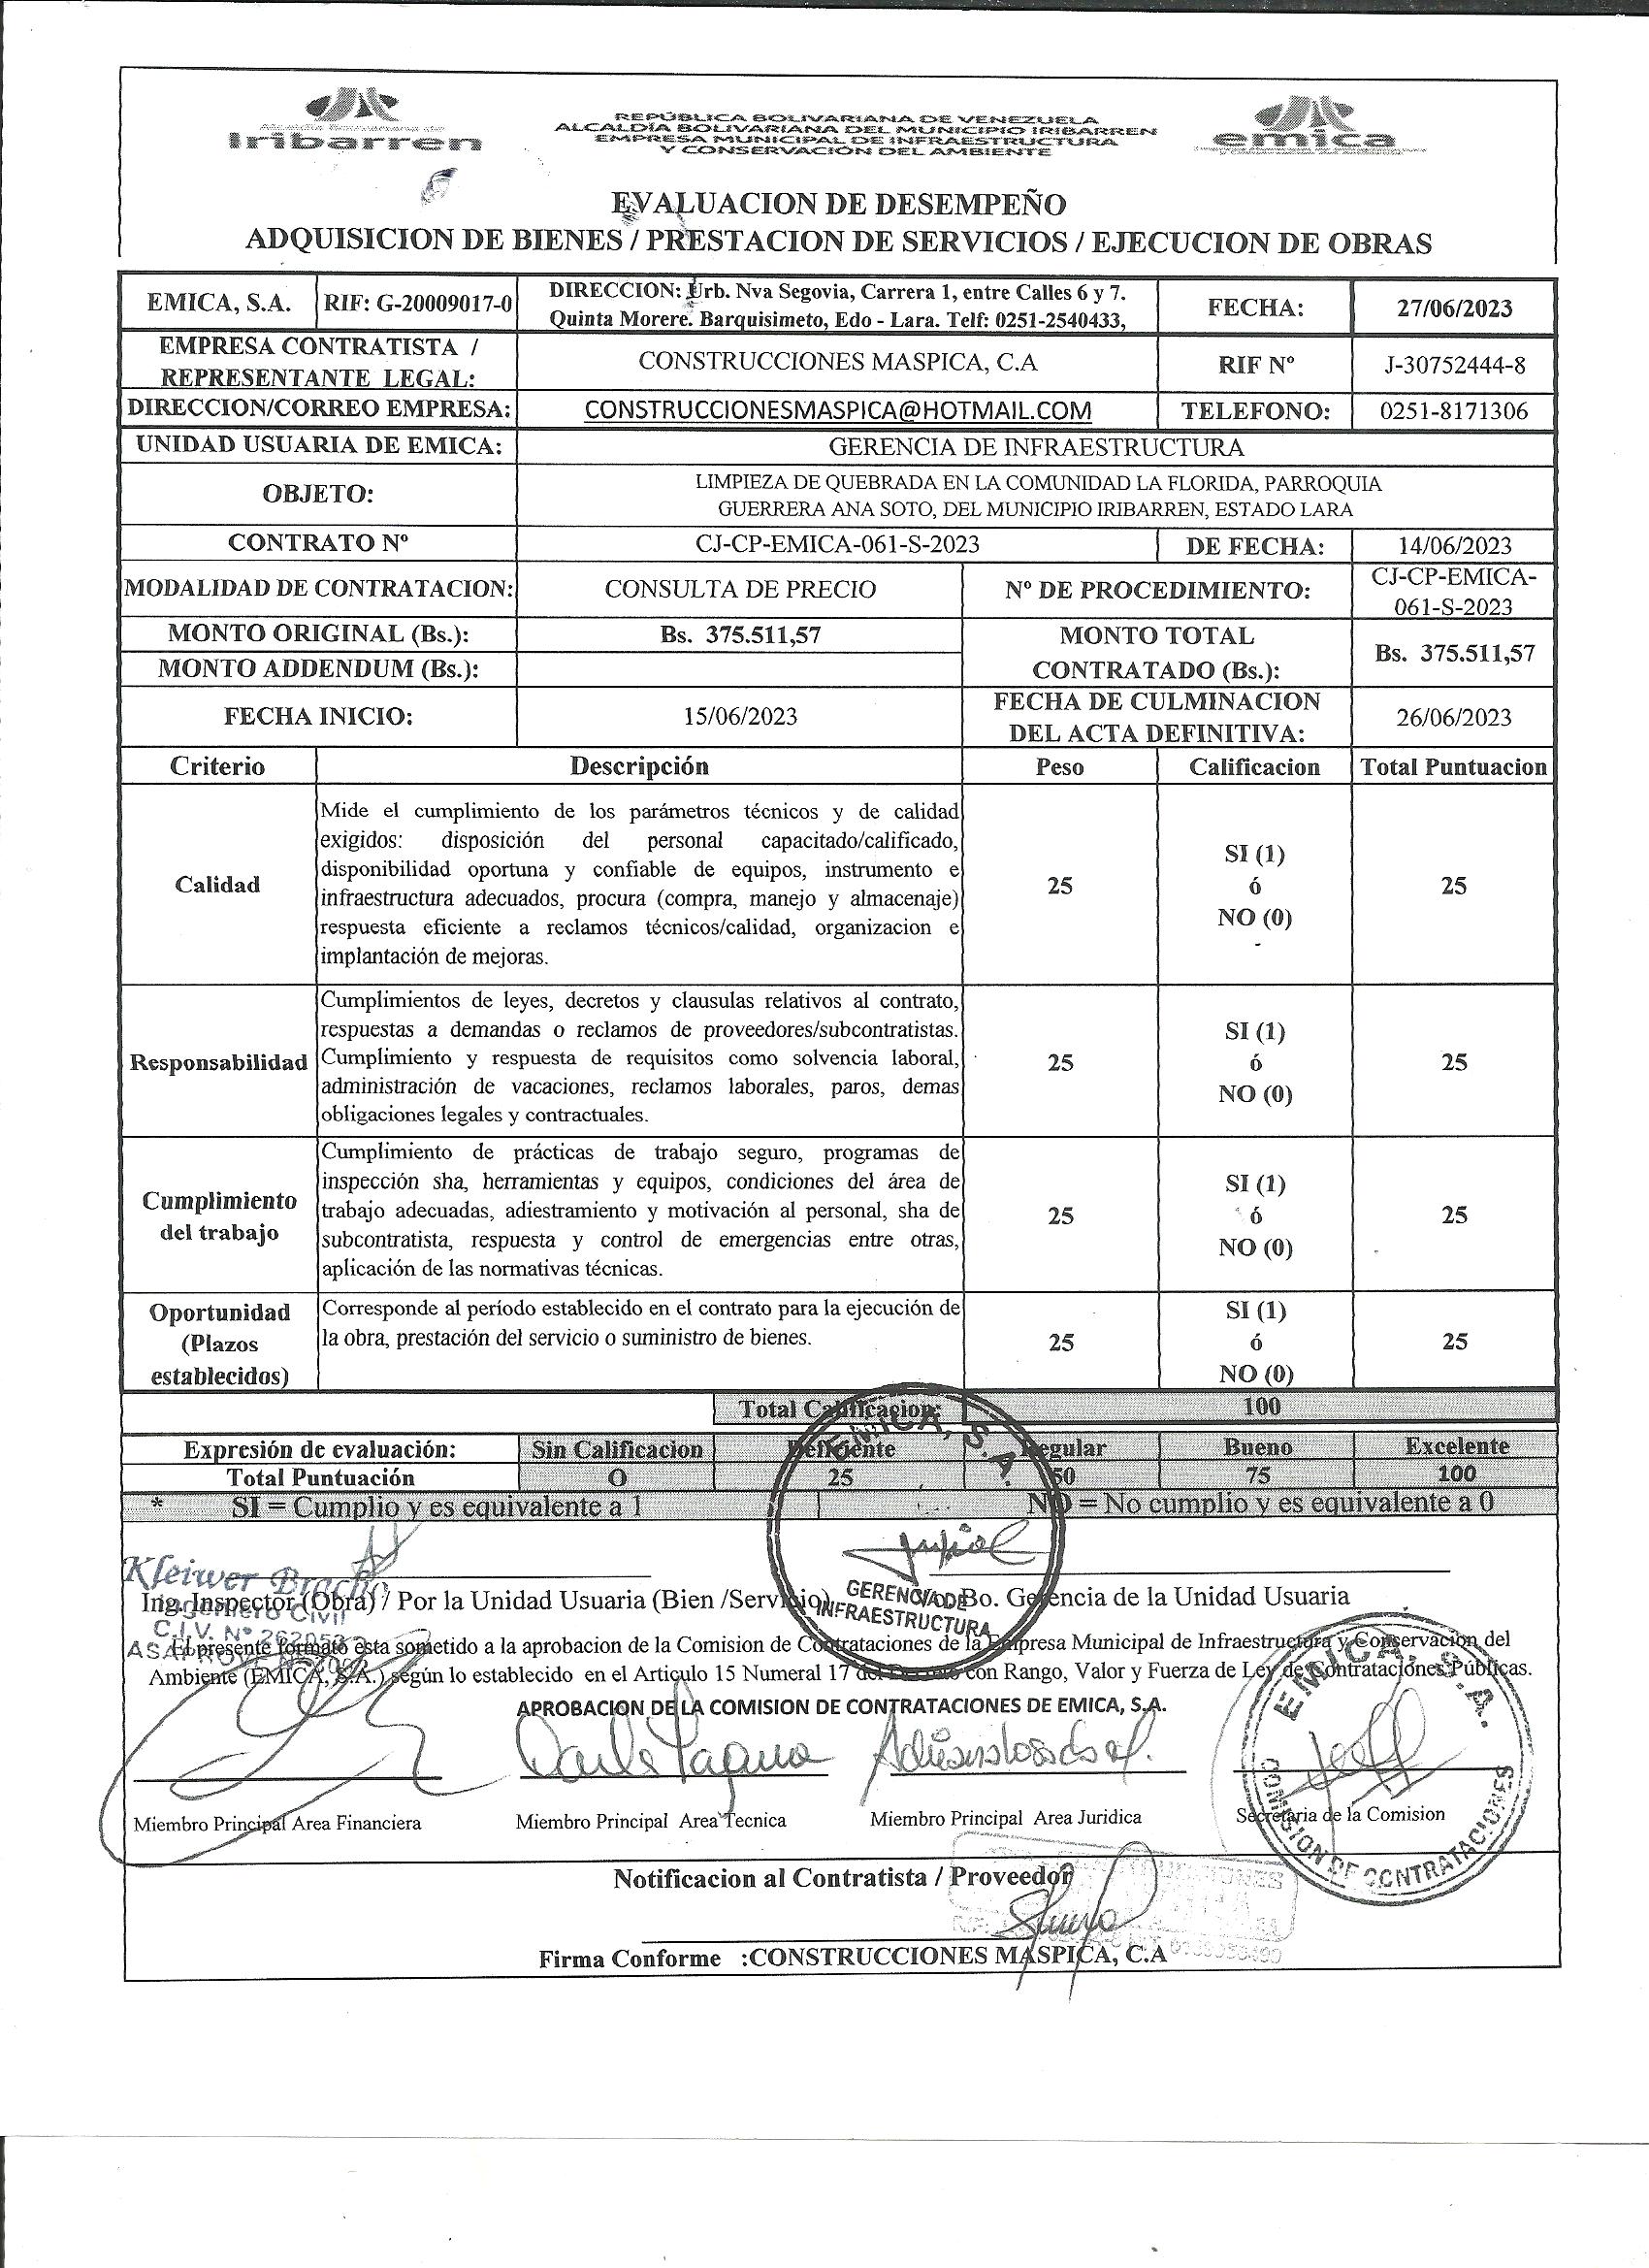 Iribarren
REPÚBLICA BOLIVARIANA DE VENEZUELA
ALCALDÍA BOLIVARIANA DEL MUNICIPIO IRIBARREN
EMPRESA MUNICIPAL DE INFRAESTRUCTURA
Y CONSERVACIÓN DEL AMBIENTE
emica
EVALUACION DE DESEMPEÑO
ADQUISICION DE BIENES / PRESTACION DE SERVICIOS / EJECUCION DE OBRAS
EMICA, S.A. RIF: G-20009017-0
DIRECCION: Urb. Nva Segovia, Carrera 1, entre Calles 6 y 7.
Quinta Morere. Barquisimeto, Edo - Lara. Telf: 0251-2540433,
FECHA: 27/06/2023
EMPRESA CONTRATISTA /
REPRESENTANTE LEGAL:
CONSTRUCCIONES MASPICA, C.A RIF Nº J-30752444-8
DIRECCION/CORREO EMPRESA: CONSTRUCCIONESMASPICA@HOTMAIL.COM TELEFONO: 0251-8171306
UNIDAD USUARIA DE EMICA: GERENCIA DE INFRAESTRUCTURA
OBJETO:
LIMPIEZA DE QUEBRADA EN LA COMUNIDAD LA FLORIDA, PARROQUIA
GUERRERA ANA SOTO, DEL MUNICIPIO IRIBARREN, ESTADO LARA
CONTRATO Nº CJ-CP-EMICA-061-S-2023 DE FECHA: 14/06/2023
MODALIDAD DE CONTRATACION: CONSULTA DE PRECIO Nº DE PROCEDIMIENTO:
CJ-CP-EMICA-
061-S-2023
MONTO ORIGINAL (Bs.): Bs. 375.511,57
MONTO ADDENDUM (Bs.):
MONTO TOTAL
CONTRATADO (Bs.):
Bs. 375.511,57
FECHA INICIO: 15/06/2023
FECHA DE CULMINACION
DEL ACTA DEFINITIVA:
26/06/2023
Criterio Descripción Peso Calificacion Total Puntuacion
Calidad
Mide el cumplimiento de los parámetros técnicos y de calidad
exigidos: disposición del personal capacitado/calificado,
disponibilidad oportuna y confiable de equipos, instrumento e
infraestructura adecuados, procura (compra, manejo y almacenaje)
respuesta eficiente a reclamos técnicos/calidad, organizacion e
implantación de mejoras.
25
SI (1)
ó
NO (0)
25
Responsabilidad
Cumplimientos de leyes, decretos y clausulas relativos al contrato,
respuestas a demandas o reclamos de proveedores/subcontratistas.
Cumplimiento y respuesta de requisitos como solvencia laboral,
administración de vacaciones, reclamos laborales, paros, demas
obligaciones legales y contractuales.
25
SI (1)
ó
NO (0)
25
Cumplimiento
del trabajo
Cumplimiento de prácticas de trabajo seguro, programas de
inspección sha, herramientas y equipos, condiciones del área de
trabajo adecuadas, adiestramiento y motivación al personal, sha de
subcontratista, respuesta y control de emergencias entre otras,
aplicación de las normativas técnicas.
25
SI (1)
ó
NO (0)
25
Oportunidad
(Plazos
establecidos)
Corresponde al período establecido en el contrato para la ejecución de
la obra, prestación del servicio o suministro de bienes.
25
SI (1)
ó
NO (0)
25
Total Calificacion: 100
Expresión de evaluación: Sin Calificacion Deficiente Regular Bueno Excelente
Total Puntuación O 25 50 75 100
* SI = Cumplio y es equivalente a 1 NO = No cumplio y es equivalente a 0
EMICA, S.A.
GERENCIA DE
INFRAESTRUCTURA
Kleiwer
Ingeniero Civil
C.I.V. Nº
Ing. Inspector (Obra) / Por la Unidad Usuaria (Bien /Servicio) Vo. Bo. Gerencia de la Unidad Usuaria
El presente formato esta sometido a la aprobacion de la Comision de Contrataciones de la Empresa Municipal de Infraestructura y Conservacion del
Ambiente (EMICA, S.A.) según lo establecido en el Articulo 15 Numeral 17 del Decreto con Rango, Valor y Fuerza de Ley de Contrataciones Públicas.
APROBACION DE LA COMISION DE CONTRATACIONES DE EMICA, S.A.
Miembro Principal Area Financiera Miembro Principal Area Tecnica Miembro Principal Area Juridica Secretaria de la Comision
EMICA, S.A.
COMISION DE CONTRATACIONES
Notificacion al Contratista / Proveedor
Firma Conforme :CONSTRUCCIONES MASPICA, C.A